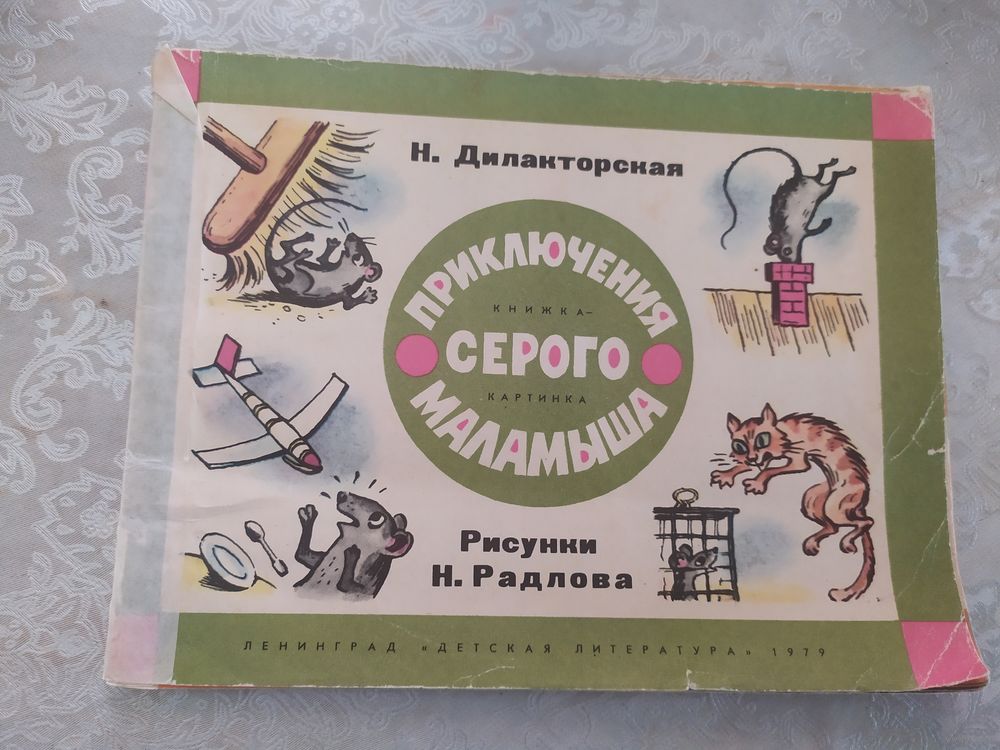 Н. Дилакторская
ПРИКЛЮЧЕНИЯ
КНИЖКА-
СЕРОГО
КАРТИНКА
МАЛАМЫША
Рисунки
Н. Радлова
ЛЕНИНГРАД «ДЕТСКАЯ ЛИТЕРАТУРА» 1979